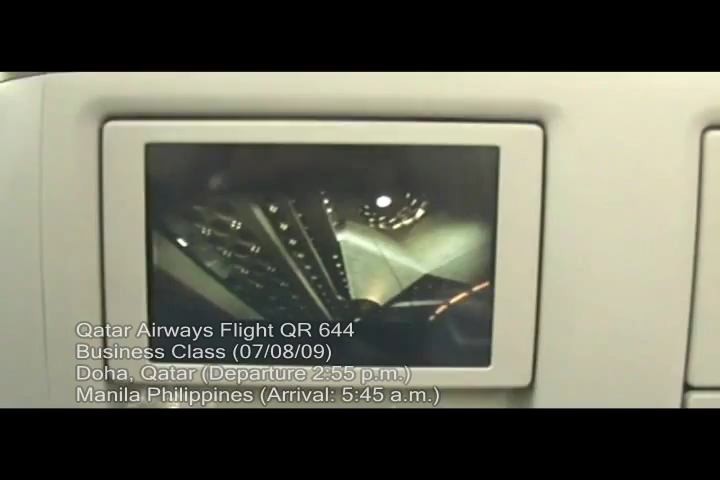 Qatar Airways Flight QR 644
Business Class (07/08/09)
Doha, Qatar (Departure 2:55 p.m.)
Manila Philippines (Arrival: 5:45 a.m.)